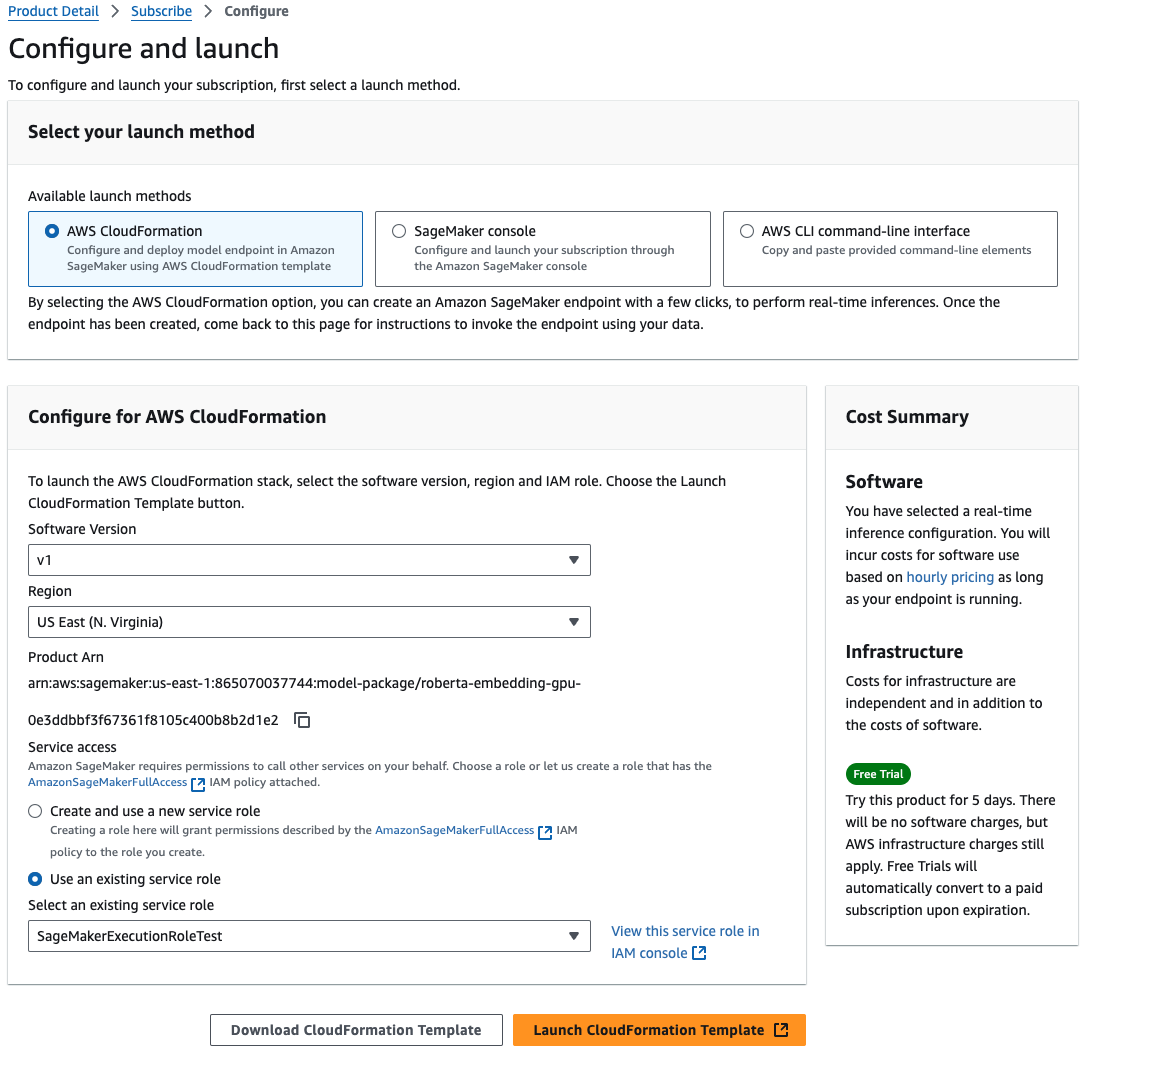 Product Detail > Subscribe > Configure
Configure and launch
To configure and launch your subscription, first select a launch method.
Select your launch method
Available launch methods
AWS CloudFormation
Configure and deploy model endpoint in Amazon
SageMaker using AWS CloudFormation template
SageMaker console
Configure and launch your subscription through
the Amazon SageMaker console
AWS CLI command-line interface
Copy and paste provided command-line elements
By selecting the AWS CloudFormation option, you can create an Amazon SageMaker endpoint with a few clicks, to perform real-time inferences. Once the
endpoint has been created, come back to this page for instructions to invoke the endpoint using your data.
Configure for AWS CloudFormation
To launch the AWS CloudFormation stack, select the software version, region and IAM role. Choose the Launch
CloudFormation Template button.
Software Version
v1
Region
US East (N. Virginia)
Product Arn
arn:aws:sagemaker:us-east-1:865070037744:model-package/roberta-embedding-gpu-
0e3ddbbf3f67361f8105c400b8b2d1e2
Service access
Amazon SageMaker requires permissions to call other services on your behalf. Choose a role or let us create a role that has the
AmazonSageMakerFullAccess IAM policy attached.
Create and use a new service role
Creating a role here will grant permissions described by the AmazonSageMakerFullAccess IAM
policy to the role you create.
Use an existing service role
Select an existing service role
SageMakerExecutionRoleTest
View this service role in
IAM console
Download CloudFormation Template
Launch CloudFormation Template
Cost Summary
Software
You have selected a real-time
inference configuration. You will
incur costs for software use
based on hourly pricing as long
as your endpoint is running.
Infrastructure
Costs for infrastructure are
independent and in addition to
the costs of software.
Free Trial
Try this product for 5 days. There
will be no software charges, but
AWS infrastructure charges still
apply. Free Trials will
automatically convert to a paid
subscription upon expiration.